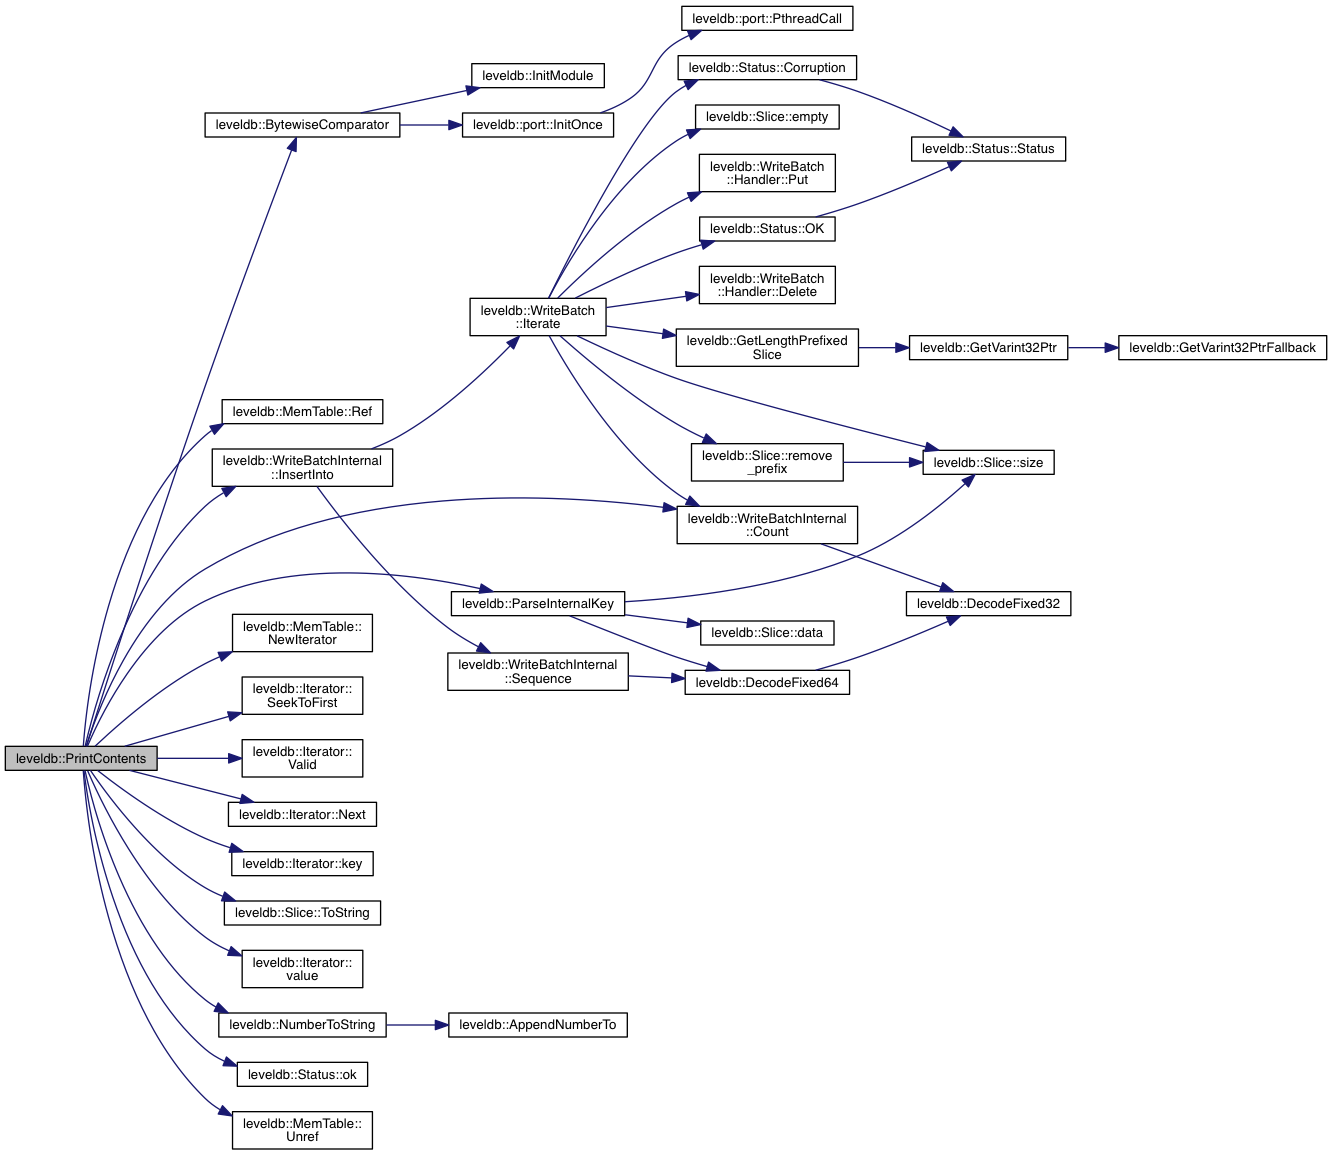 leveldb::port::PthreadCall
leveldb::Status::Corruption
leveldb::InitModule
leveldb::Slice::empty
leveldb::BytewiseComparator
leveldb::port::InitOnce
leveldb::Status::Status
leveldb::WriteBatch
::Handler::Put
leveldb::Status::OK
leveldb::WriteBatch
::Handler::Delete
leveldb::WriteBatch
::Iterate
leveldb::GetLengthPrefixed
Slice
leveldb::GetVarint32Ptr
leveldb::GetVarint32PtrFallback
leveldb::MemTable::Ref
leveldb::WriteBatchInternal
::InsertInto
leveldb::Slice::remove
_prefix
leveldb::Slice::size
leveldb::WriteBatchInternal
::Count
leveldb::ParseInternalKey
leveldb::DecodeFixed32
leveldb::MemTable::
NewIterator
leveldb::Slice::data
leveldb::WriteBatchInternal
::Sequence
leveldb::DecodeFixed64
leveldb::Iterator::
SeekToFirst
leveldb::PrintContents
leveldb::Iterator::
Valid
leveldb::Iterator::Next
leveldb::Iterator::key
leveldb::Slice::ToString
leveldb::Iterator::
value
leveldb::NumberToString
leveldb::AppendNumberTo
leveldb::Status::ok
leveldb::MemTable::
Unref